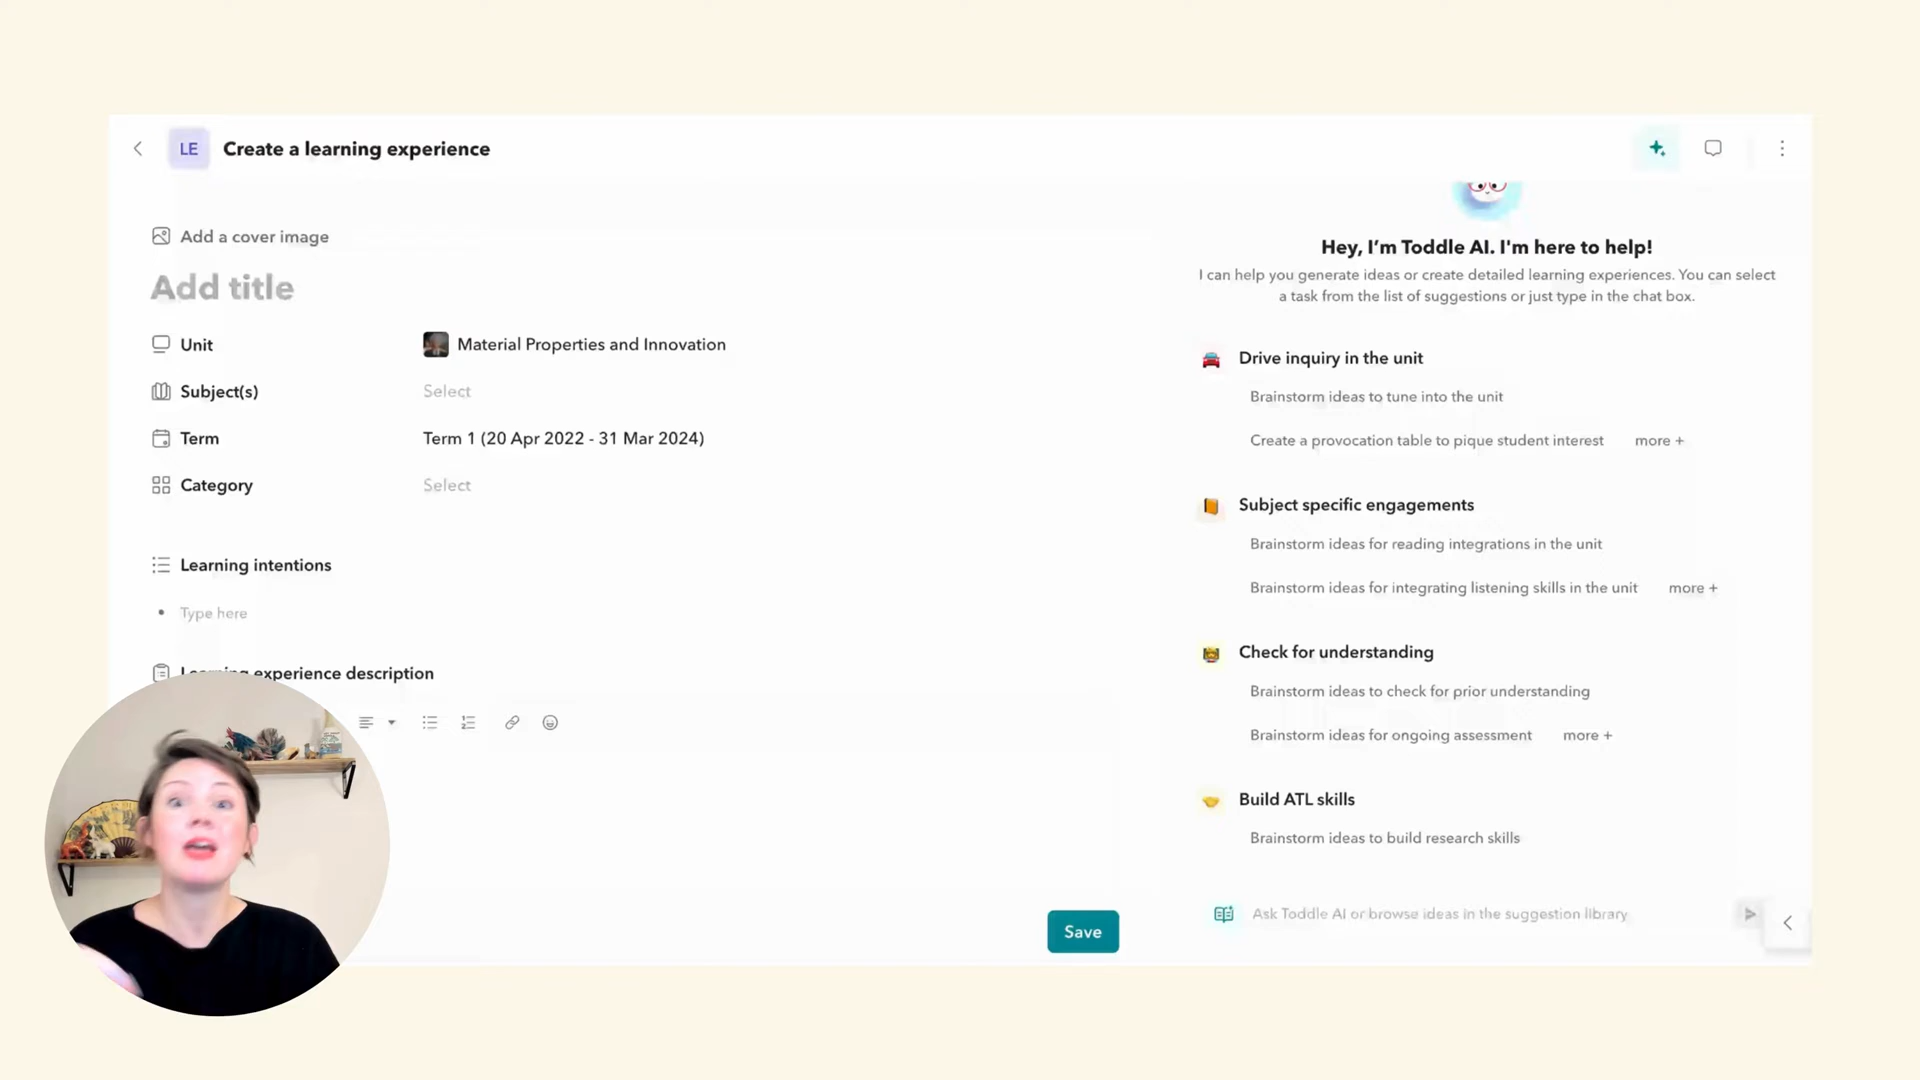 LE Create a learning experience
Add a cover image
Add title
Unit Material Properties and Innovation
Subject(s) Select
Term Term 1 (20 Apr 2022 - 31 Mar 2024)
Category Select
Learning intentions
• Type here
Learning experience description
Save
Hey, I'm Toddle AI. I'm here to help!
I can help you generate ideas or create detailed learning experiences. You can select
a task from the list of suggestions or just type in the chat box.
Drive inquiry in the unit
Brainstorm ideas to tune into the unit
Create a provocation table to pique student interest more +
Subject specific engagements
Brainstorm ideas for reading integrations in the unit
Brainstorm ideas for integrating listening skills in the unit more +
Check for understanding
Brainstorm ideas to check for prior understanding
Brainstorm ideas for ongoing assessment more +
Build ATL skills
Brainstorm ideas to build research skills
Ask Toddle AI or browse ideas in the suggestion library